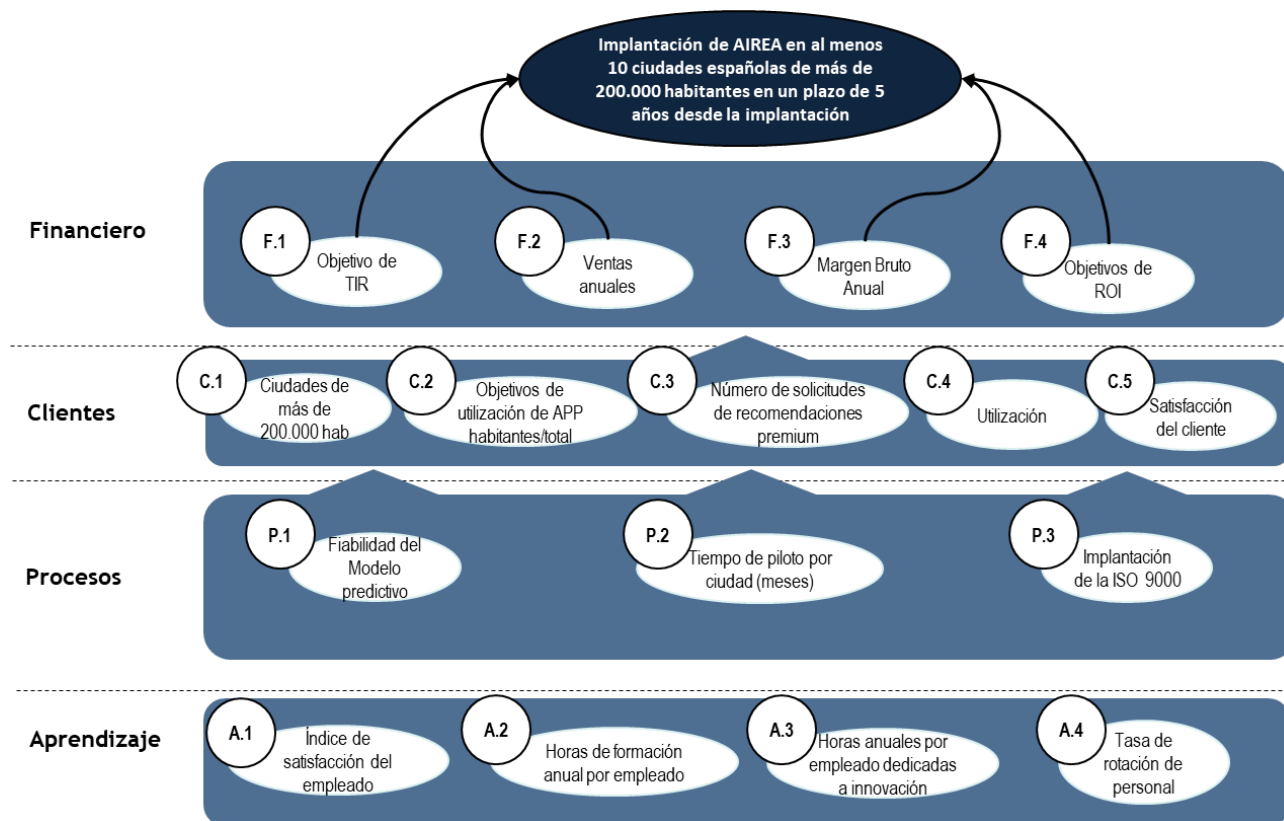 Implantación de AIREA en al menos
10 ciudades españolas de más de
200.000 habitantes en un plazo de 5
años desde la implantación
Financiero
F.1
Objetivo de
TIR
F.2
Ventas
anuales
F.3
Margen Bruto
Anual
F.4
Objetivos de
ROI
Clientes
C.1
Ciudades de
más de
200.000 hab
C.2
Objetivos de
utilización de APP
habitantes/total
C.3
Número de solicitudes
de recomendaciones
premium
C.4
Utilización
C.5
Satisfacción
del cliente
Procesos
P.1
Fiabilidad del
Modelo
predictivo
P.2
Tiempo de piloto por
ciudad (meses)
P.3
Implantación
de la ISO 9000
Aprendizaje
A.1
Índice de
satisfacción del
empleado
A.2
Horas de formación
anual por empleado
A.3
Horas anuales por
empleado dedicadas
a innovación
A.4
Tasa de
rotación de
personal